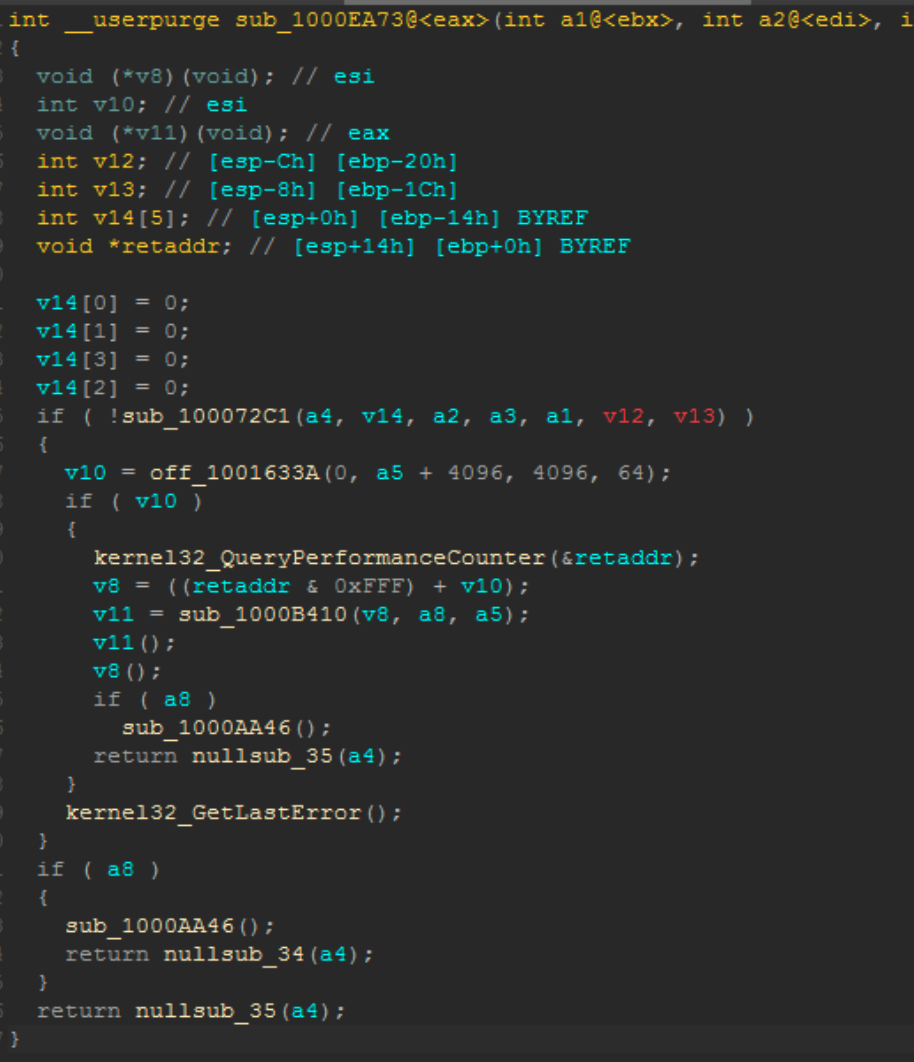 int __userpurge sub_1000EA73@<eax>(int a1@<ebx>, int a2@<edi>, i
{
  void (*v8)(void); // esi
  int v10; // esi
  void (*v11)(void); // eax
  int v12; // [esp-Ch] [ebp-20h]
  int v13; // [esp-8h] [ebp-1Ch]
  int v14[5]; // [esp+0h] [ebp-14h] BYREF
  void *retaddr; // [esp+14h] [ebp+0h] BYREF

  v14[0] = 0;
  v14[1] = 0;
  v14[3] = 0;
  v14[2] = 0;
  if ( !sub_100072C1(a4, v14, a2, a3, a1, v12, v13) )
  {
    v10 = off_1001633A(0, a5 + 4096, 4096, 64);
    if ( v10 )
    {
      kernel32_QueryPerformanceCounter(&retaddr);
      v8 = ((retaddr & 0xFFF) + v10);
      v11 = sub_1000B410(v8, a8, a5);
      v11();
      v8();
      if ( a8 )
        sub_1000AA46();
      return nullsub_35(a4);
    }
    kernel32_GetLastError();
  }
  if ( a8 )
  {
    sub_1000AA46();
    return nullsub_34(a4);
  }
  return nullsub_35(a4);
}